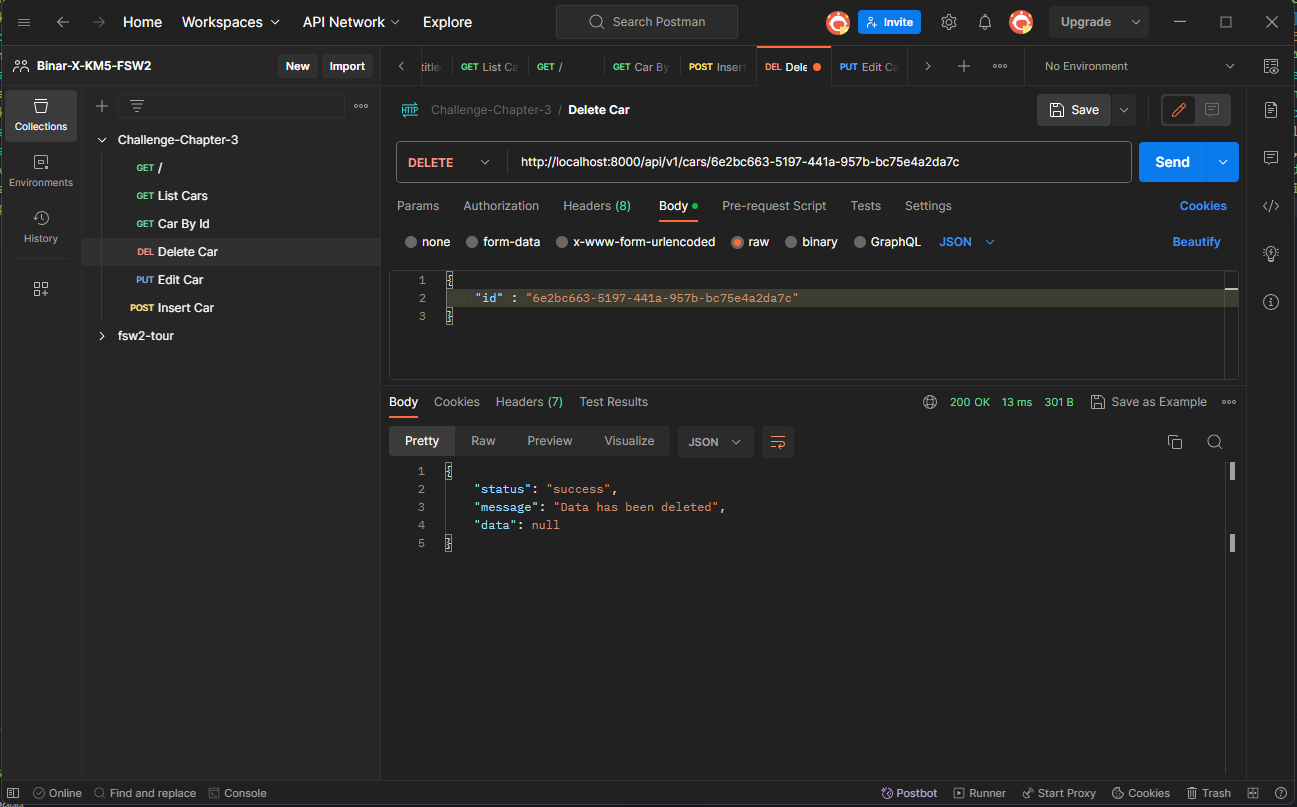 Home Workspaces API Network Explore Search Postman Invite Upgrade
Binar-X-KM5-FSW2 New Import
GET List Ca GET / GET Car By POST Insert DEL Dele PUT Edit Ca No Environment
Collections
Environments
History
Challenge-Chapter-3
GET /
GET List Cars
GET Car By Id
DEL Delete Car
PUT Edit Car
POST Insert Car
fsw2-tour
HTTP Challenge-Chapter-3 / Delete Car Save
DELETE http://localhost:8000/api/v1/cars/6e2bc663-5197-441a-957b-bc75e4a2da7c Send
Params Authorization Headers (8) Body Pre-request Script Tests Settings Cookies
none form-data x-www-form-urlencoded raw binary GraphQL JSON Beautify
1 {
2 "id" : "6e2bc663-5197-441a-957b-bc75e4a2da7c"
3 }
Body Cookies Headers (7) Test Results 200 OK 13 ms 301 B Save as Example
Pretty Raw Preview Visualize JSON
1 {
2 "status": "success",
3 "message": "Data has been deleted",
4 "data": null
5 }
Online Find and replace Console Postbot Runner Start Proxy Cookies Trash